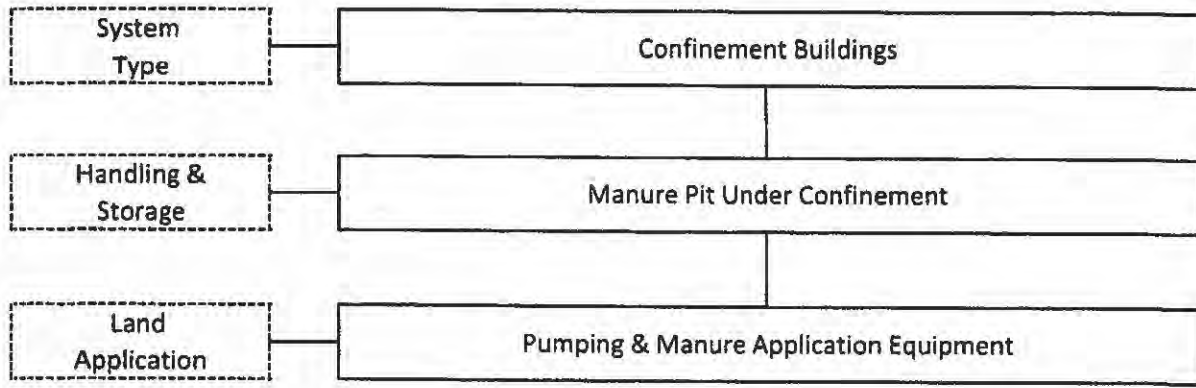 System
Type
Confinement Buildings
Handling &
Storage
Manure Pit Under Confinement
Land
Application
Pumping & Manure Application Equipment